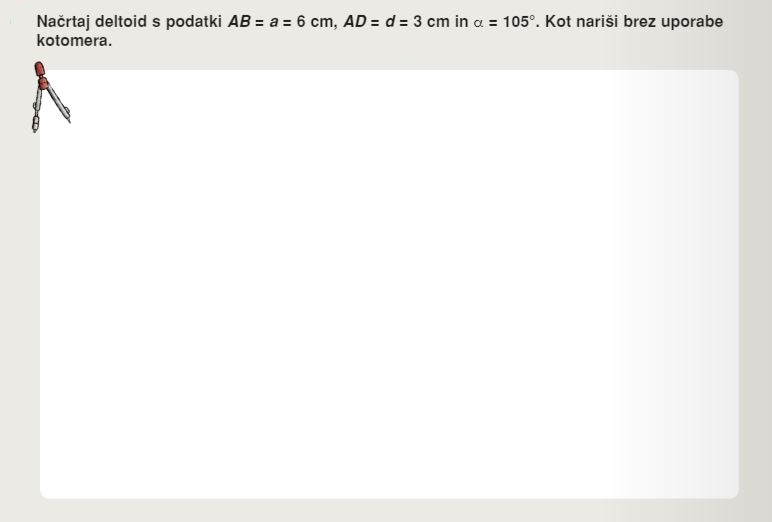 Načrtaj deltoid s podatki AB = a = 6 cm, AD = d = 3 cm in α = 105°. Kot nariši brez uporabe
kotomera.